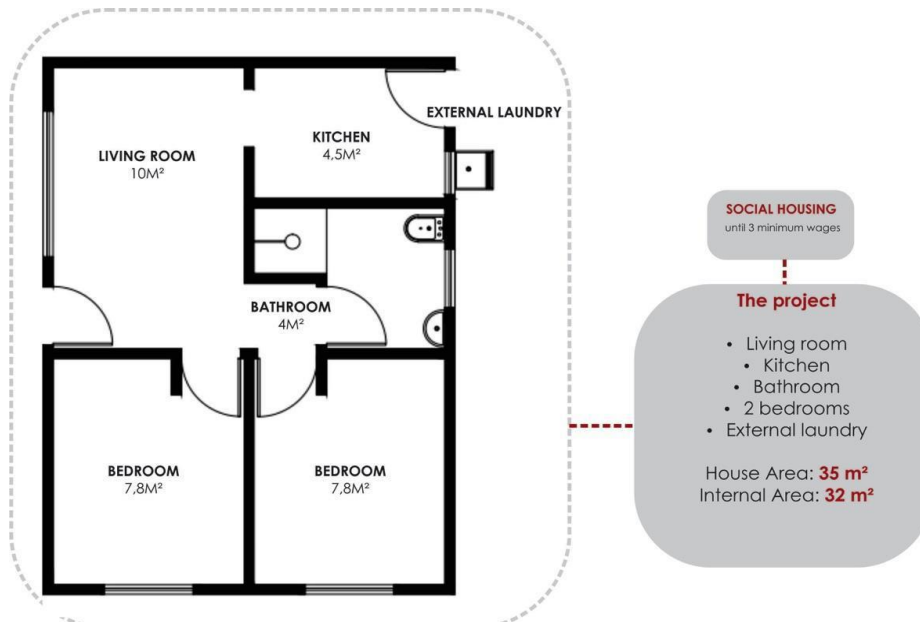 EXTERNAL LAUNDRY
KITCHEN
4,5M²
LIVING ROOM
10M²
BATHROOM
4M²
BEDROOM
7,8M²
BEDROOM
7,8M²
SOCIAL HOUSING
until 3 minimum wages
The project
• Living room
• Kitchen
• Bathroom
• 2 bedrooms
• External laundry
House Area: 35 m²
Internal Area: 32 m²